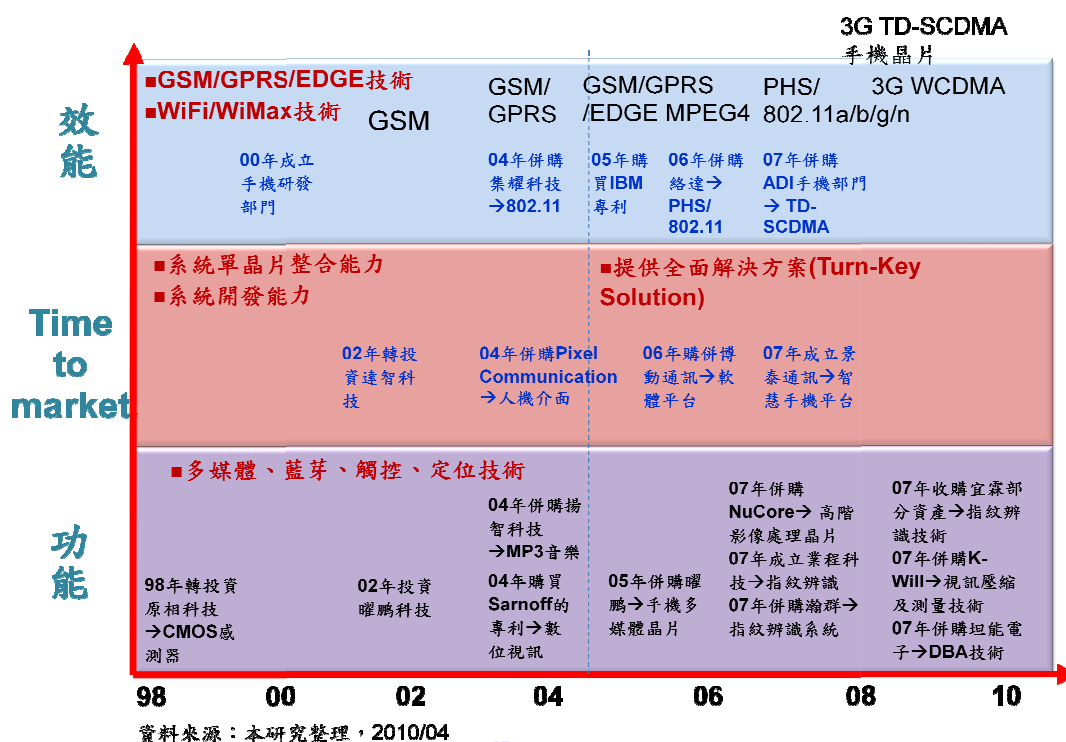 3G TD-SCDMA
手機晶片
效
能
■GSM/GPRS/EDGE技術
■WiFi/WiMax技術
GSM
GSM/
GPRS
GSM/GPRS
/EDGE MPEG4
PHS/
802.11a/b/g/n
3G WCDMA
00年成立
手機研發
部門
04年併購
集耀科技
→802.11
05年購
買IBM
專利
06年併購
絡達→
PHS/
802.11
07年併購
ADI手機部門
→ TD-
SCDMA
Time
to
market
■系統單晶片整合能力
■系統開發能力
■提供全面解決方案(Turn-Key
Solution)
02年轉投
資達智科
技
04年併購Pixel
Communication
→人機介面
06年購併博
動通訊→軟
體平台
07年成立景
泰通訊→智
慧手機平台
功
能
■多媒體、藍芽、觸控、定位技術
98年轉投資
原相科技
→CMOS感
測器
02年投資
曜鵬科技
04年併購揚
智科技
→MP3音樂
04年購買
Sarnoff的
專利→數
位視訊
05年併購曜
鵬→手機多
媒體晶片
07年併購
NuCore→ 高階
影像處理晶片
07年成立業程科
技→指紋辨識
07年併購瀚群→
指紋辨識系統
07年收購宜霖部
分資產→指紋辨
識技術
07年併購K-
Will→視訊壓縮
及測量技術
07年併購坦能電
子→DBA技術
98 00 02 04 06 08 10
資料來源：本研究整理，2010/04